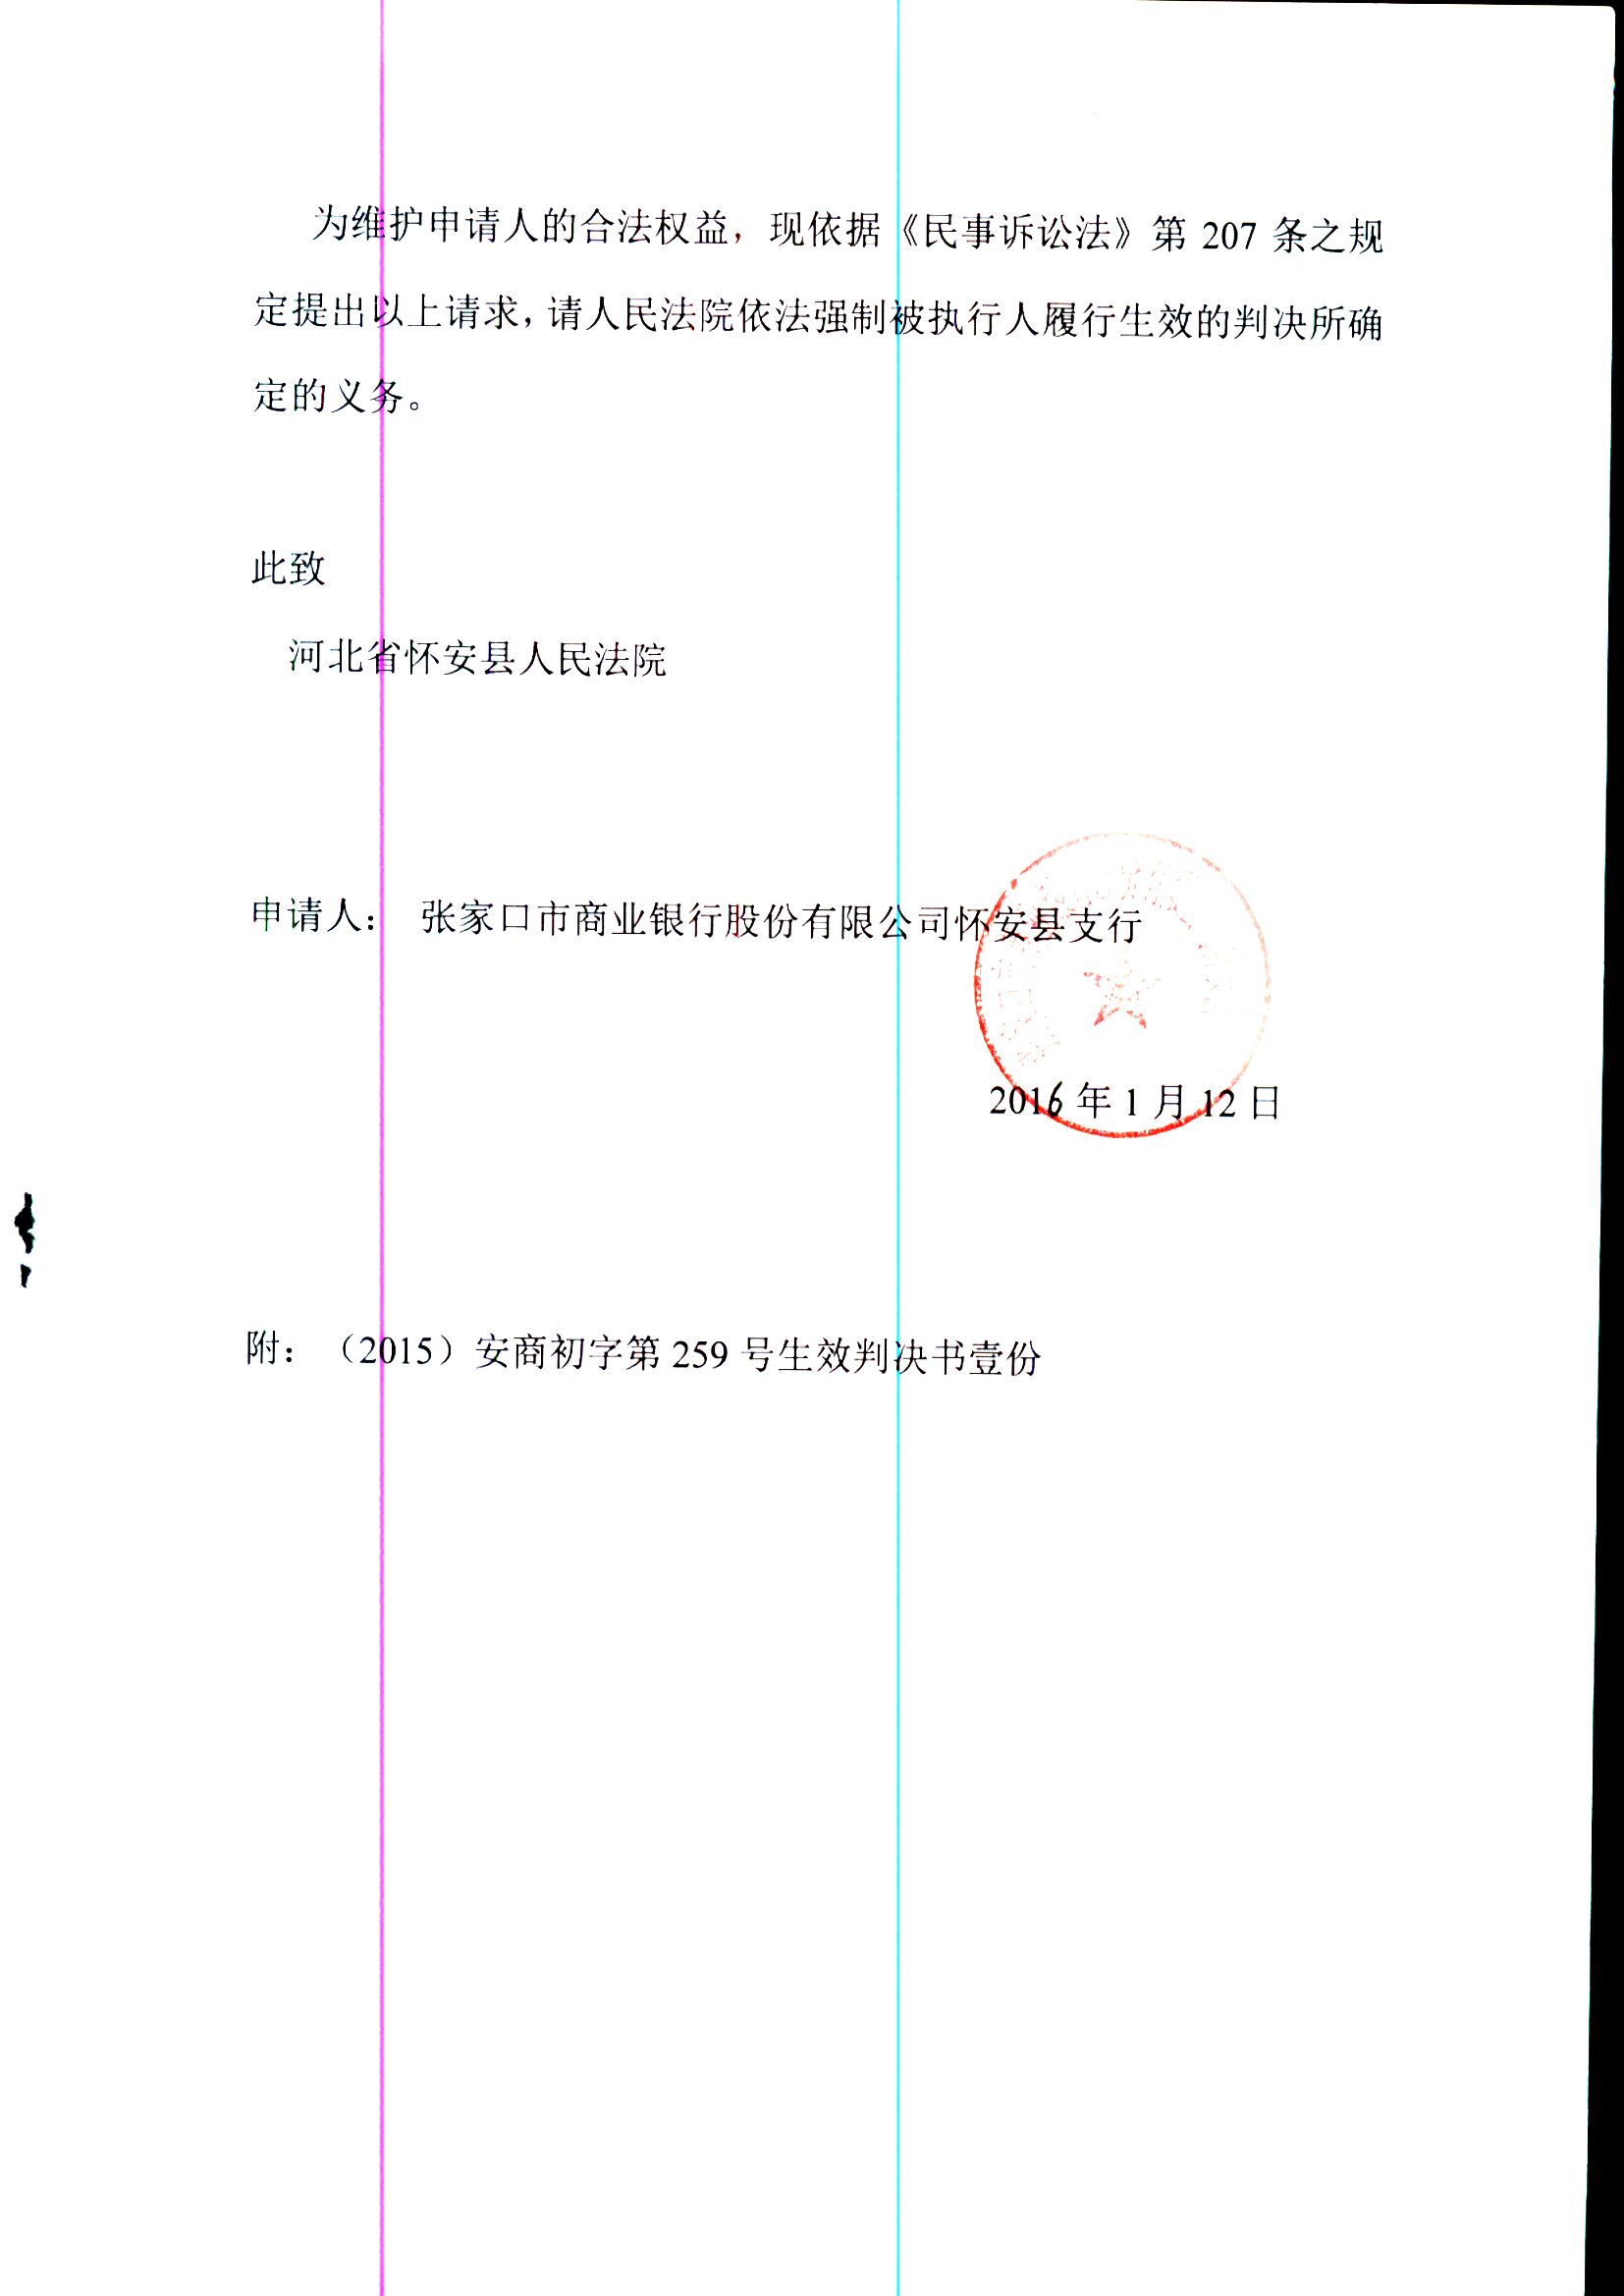 为维护申请人的合法权益，现依据《民事诉讼法》第 207 条之规
定提出以上请求，请人民法院依法强制被执行人履行生效的判决所确
定的义务。
此致
河北省怀安县人民法院
申请人： 张家口市商业银行股份有限公司怀安县支行
2016 年 1 月 12 日
附：（2015）安商初字第 259 号生效判决书壹份